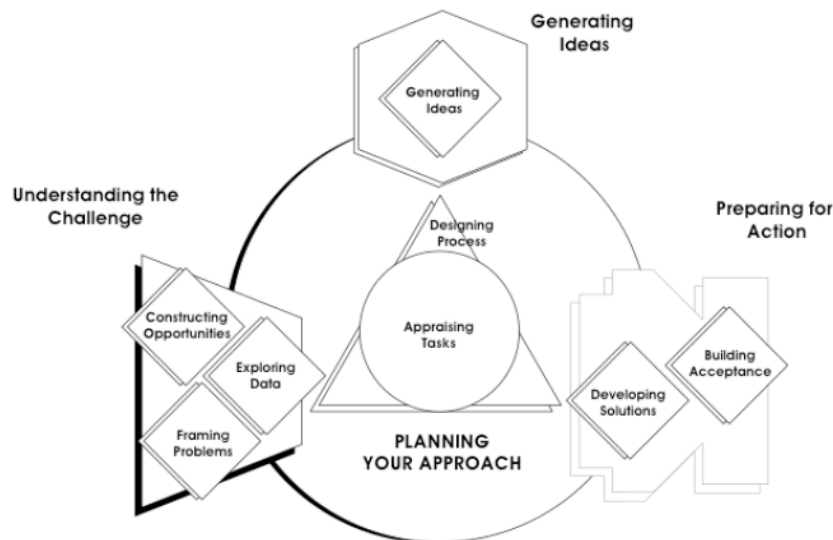 Generating
Ideas
Generating
Ideas
Understanding the
Challenge
Preparing for
Action
Designing
Process
Constructing
Opportunities
Appraising
Tasks
Exploring
Data
Building
Acceptance
Developing
Solutions
Framing
Problems
PLANNING
YOUR APPROACH